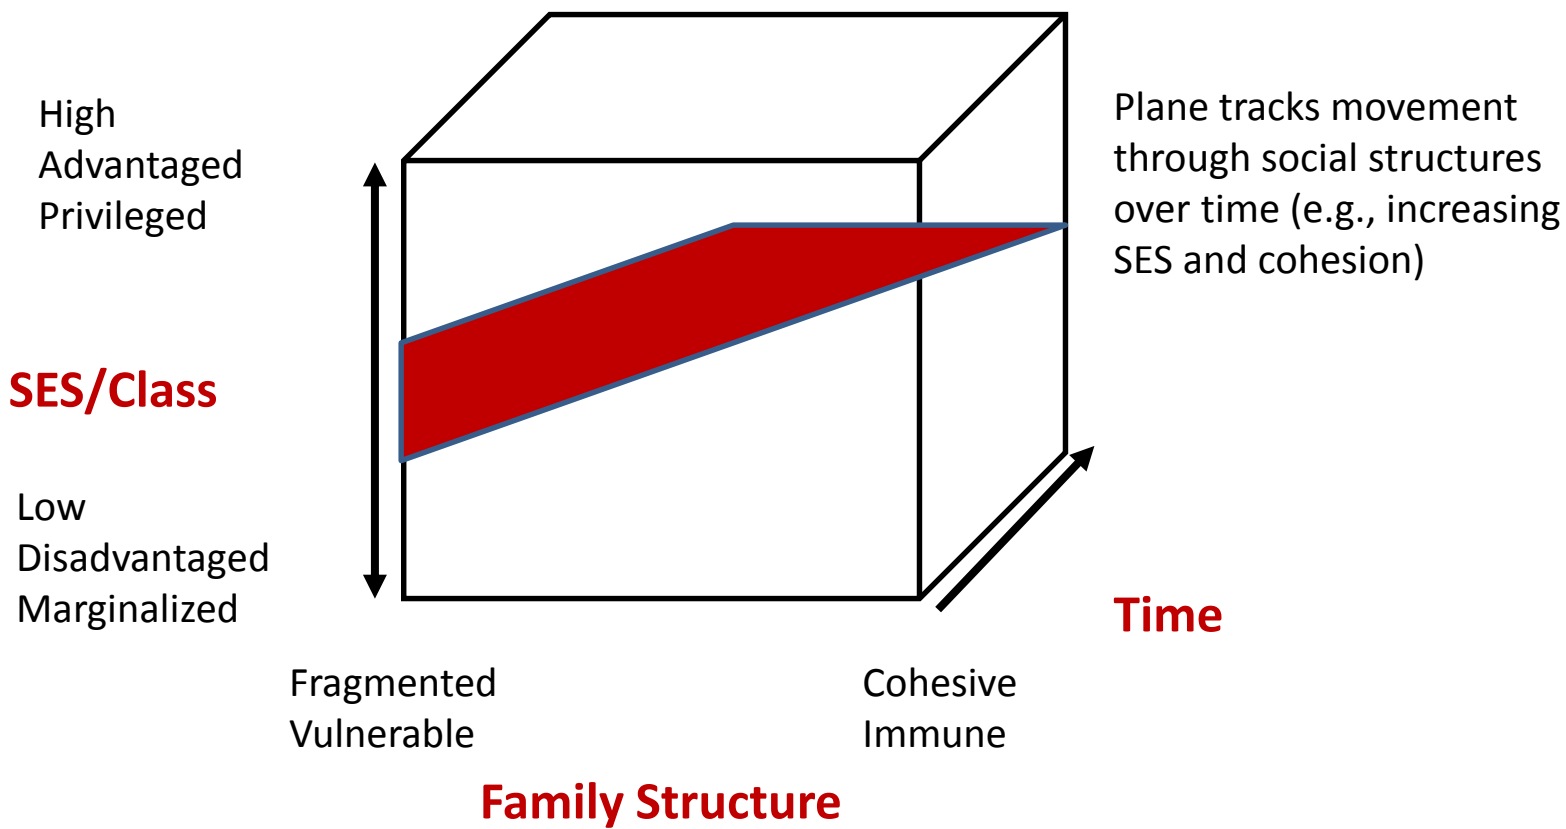 High
Advantaged
Privileged
Plane tracks movement
through social structures
over time (e.g., increasing
SES and cohesion)
SES/Class
Low
Disadvantaged
Marginalized
Time
Fragmented
Vulnerable
Cohesive
Immune
Family Structure